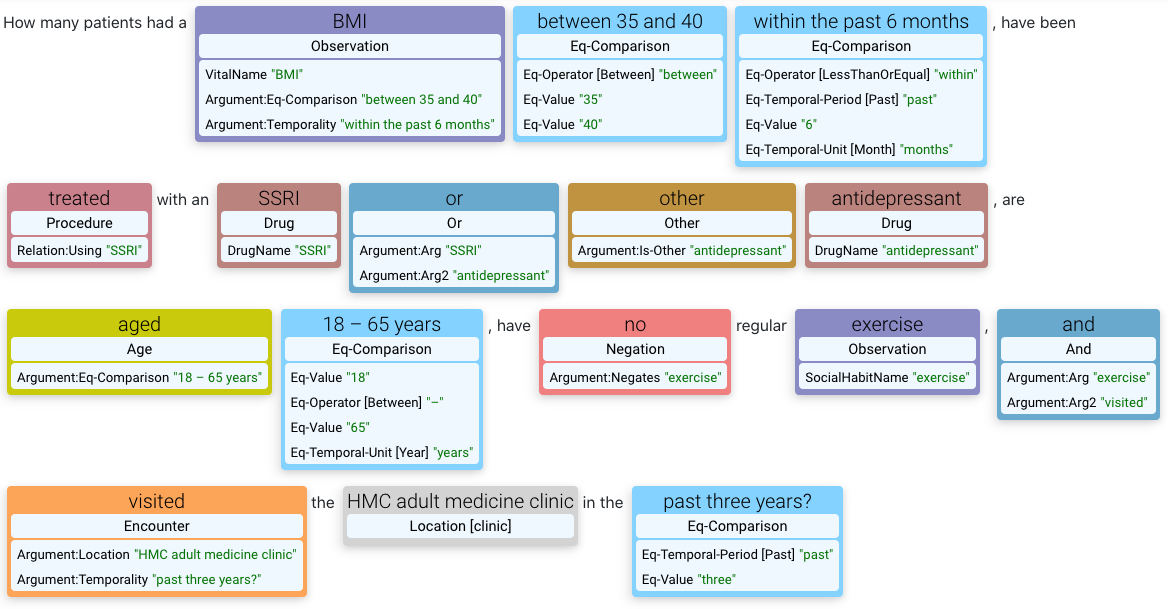 How many patients had a BMI between 35 and 40 within the past 6 months , have been
Observation Eq-Comparison Eq-Comparison
VitalName "BMI" Eq-Operator [Between] "between" Eq-Operator [LessThanOrEqual] "within"
Argument:Eq-Comparison "between 35 and 40" Eq-Value "35" Eq-Temporal-Period [Past] "past"
Argument:Temporality "within the past 6 months" Eq-Value "40" Eq-Value "6"
Eq-Temporal-Unit [Month] "months"
treated with an SSRI or other antidepressant , are
Procedure Drug Or Other Drug
Relation:Using "SSRI" DrugName "SSRI" Argument:Arg "SSRI" Argument:Is-Other "antidepressant" DrugName "antidepressant"
Argument:Arg2 "antidepressant"
aged 18 – 65 years , have no regular exercise , and
Age Eq-Comparison Negation Observation And
Argument:Eq-Comparison "18 – 65 years" Eq-Value "18" Argument:Negates "exercise" SocialHabitName "exercise" Argument:Arg "exercise"
Eq-Operator [Between] "–" Argument:Arg2 "visited"
Eq-Value "65"
Eq-Temporal-Unit [Year] "years"
visited the HMC adult medicine clinic in the past three years?
Encounter Location [clinic] Eq-Comparison
Argument:Location "HMC adult medicine clinic" Eq-Temporal-Period [Past] "past"
Argument:Temporality "past three years?" Eq-Value "three"